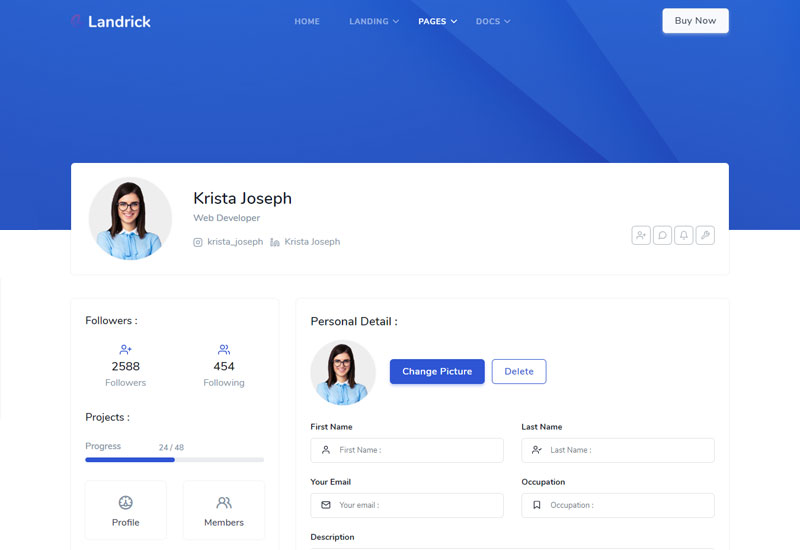 Landrick
HOME LANDING PAGES DOCS
Buy Now
Krista Joseph
Web Developer
krista_joseph Krista Joseph
Followers :
2588 454
Followers Following
Projects :
Progress 24 / 48
Profile Members
Personal Detail :
Change Picture Delete
First Name Last Name
First Name : Last Name :
Your Email Occupation
Your email : Occupation :
Description